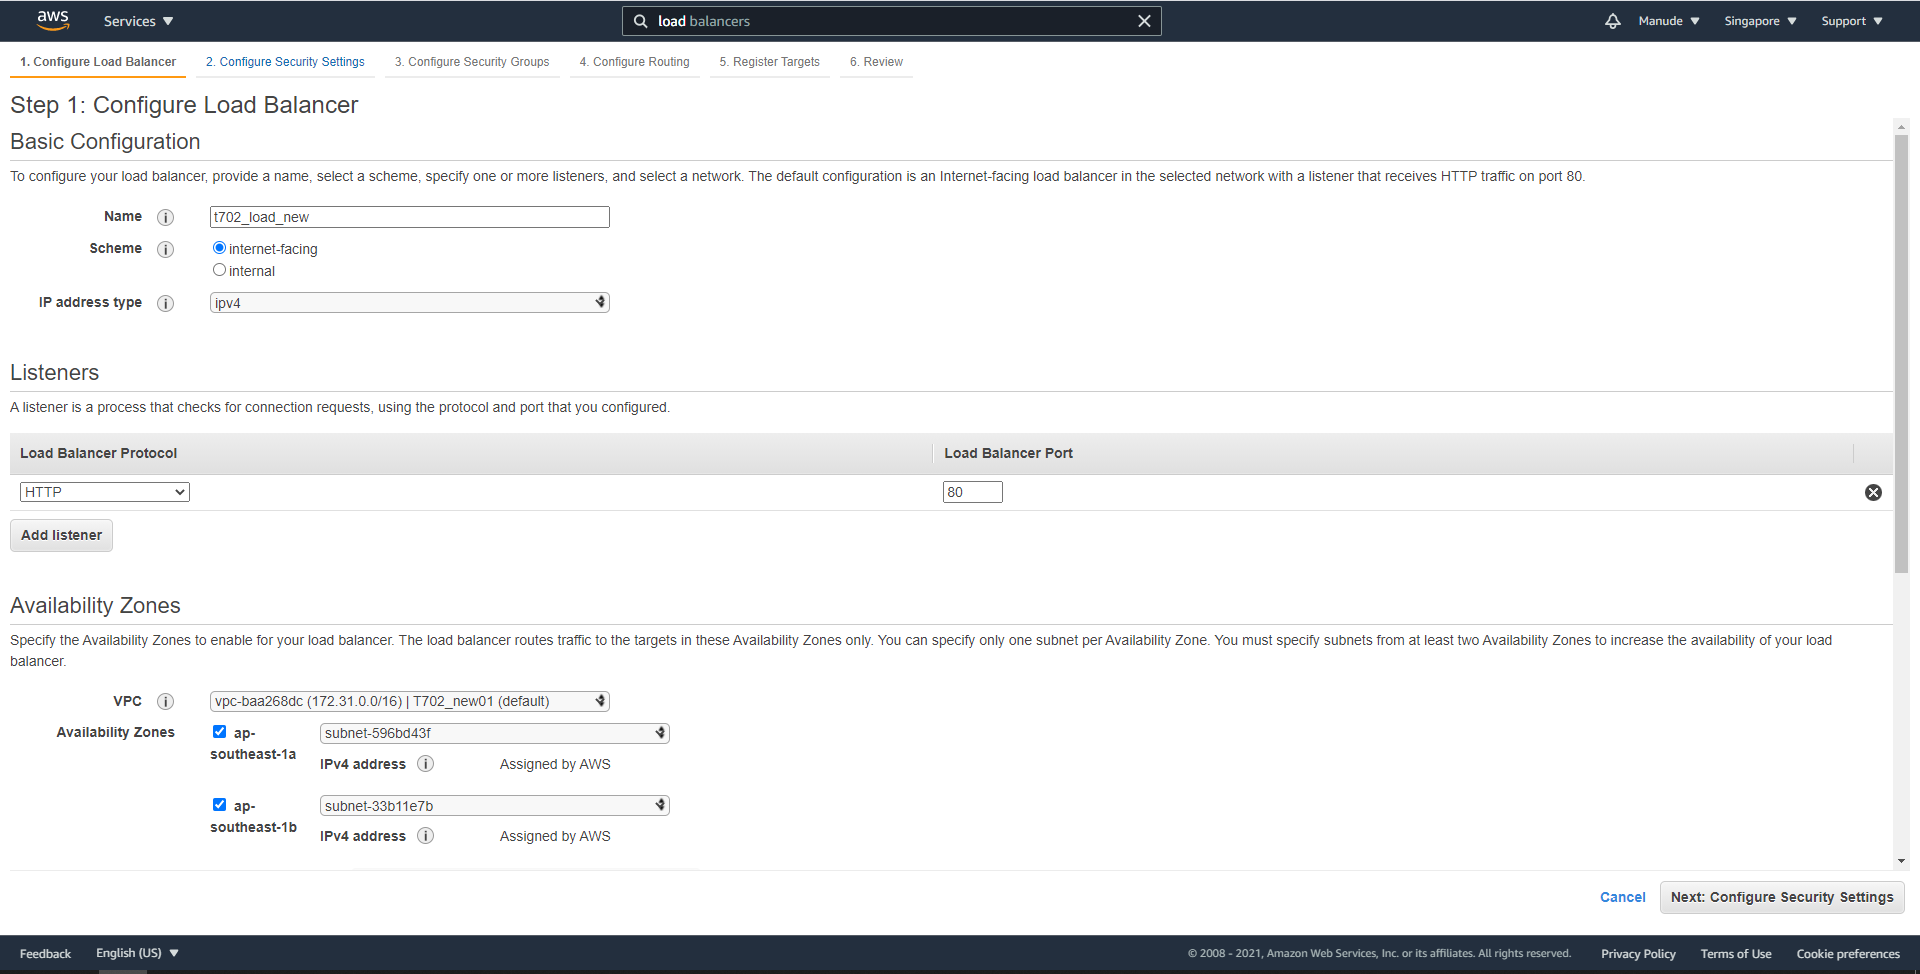 aws Services load balancers Manude Singapore Support
1. Configure Load Balancer 2. Configure Security Settings 3. Configure Security Groups 4. Configure Routing 5. Register Targets 6. Review
Step 1: Configure Load Balancer
Basic Configuration
To configure your load balancer, provide a name, select a scheme, specify one or more listeners, and select a network. The default configuration is an Internet-facing load balancer in the selected network with a listener that receives HTTP traffic on port 80.
Name i t702_load_new
Scheme i internet-facing
internal
IP address type i ipv4
Listeners
A listener is a process that checks for connection requests, using the protocol and port that you configured.
Load Balancer Protocol Load Balancer Port
HTTP 80
Add listener
Availability Zones
Specify the Availability Zones to enable for your load balancer. The load balancer routes traffic to the targets in these Availability Zones only. You can specify only one subnet per Availability Zone. You must specify subnets from at least two Availability Zones to increase the availability of your load
balancer.
VPC i vpc-baa268dc (172.31.0.0/16) | T702_new01 (default)
Availability Zones ap- subnet-596bd43f
southeast-1a
IPv4 address i Assigned by AWS
ap- subnet-33b11e7b
southeast-1b
IPv4 address i Assigned by AWS
Cancel Next: Configure Security Settings
Feedback English (US) © 2008 - 2021, Amazon Web Services, Inc. or its affiliates. All rights reserved. Privacy Policy Terms of Use Cookie preferences